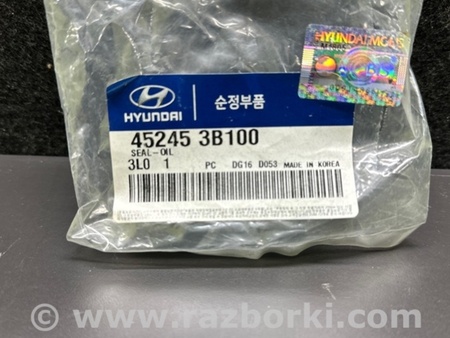 HYUNDAI MOBIS
HYUNDAI
순정부품
45245 3B100
SEAL-OIL
3L0 1 PC DG16 D053 MADE IN KOREA
© www.razborki.com